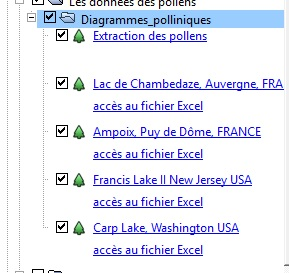 Les données des pollens
Diagrammes_polliniques
Extraction des pollens
Lac de Chambedaze, Auvergne, FRA
accès au fichier Excel
Ampoix, Puy de Dôme, FRANCE
accès au fichier Excel
Francis Lake II New Jersey USA
accès au fichier Excel
Carp Lake, Washington USA
accès au fichier Excel